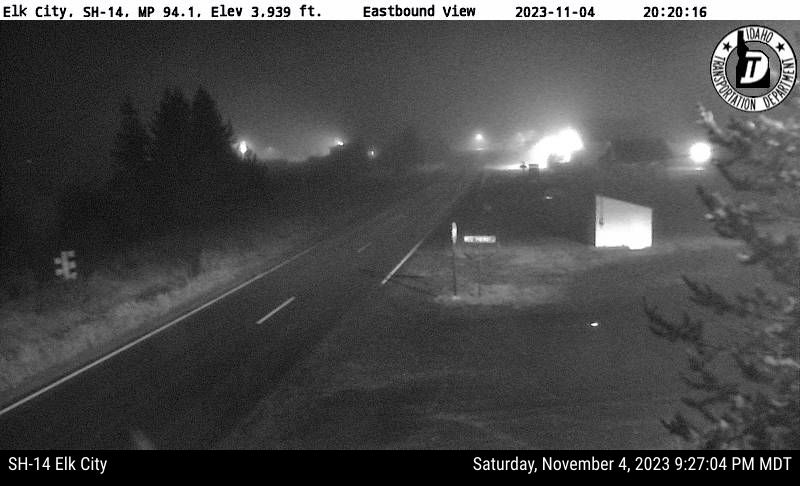 Elk City, SH-14, MP 94.1, Elev 3,939 ft. Eastbound View 2023-11-04 20:20:16
IDAHO TRANSPORTATION DEPARTMENT
SH-14 Elk City Saturday, November 4, 2023 9:27:04 PM MDT